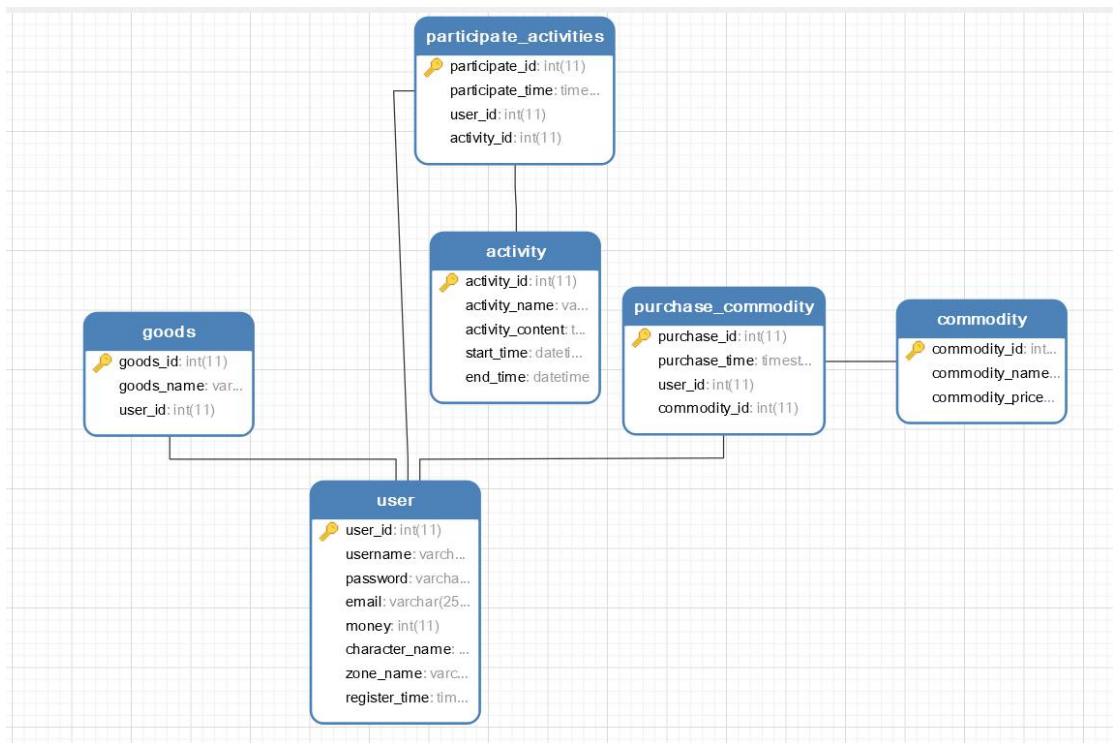 participate_activities
participate_id: int(11)
participate_time: time...
user_id: int(11)
activity_id: int(11)
activity
activity_id: int(11)
activity_name: va...
activity_content: t...
start_time: dateti...
end_time: datetime
purchase_commodity
purchase_id: int(11)
purchase_time: timest...
user_id: int(11)
commodity_id: int(11)
commodity
commodity_id: int...
commodity_name...
commodity_price...
goods
goods_id: int(11)
goods_name: var...
user_id: int(11)
user
user_id: int(11)
username: varch...
password: varcha...
email: varchar(25...
money: int(11)
character_name: ...
zone_name: varc...
register_time: tim...